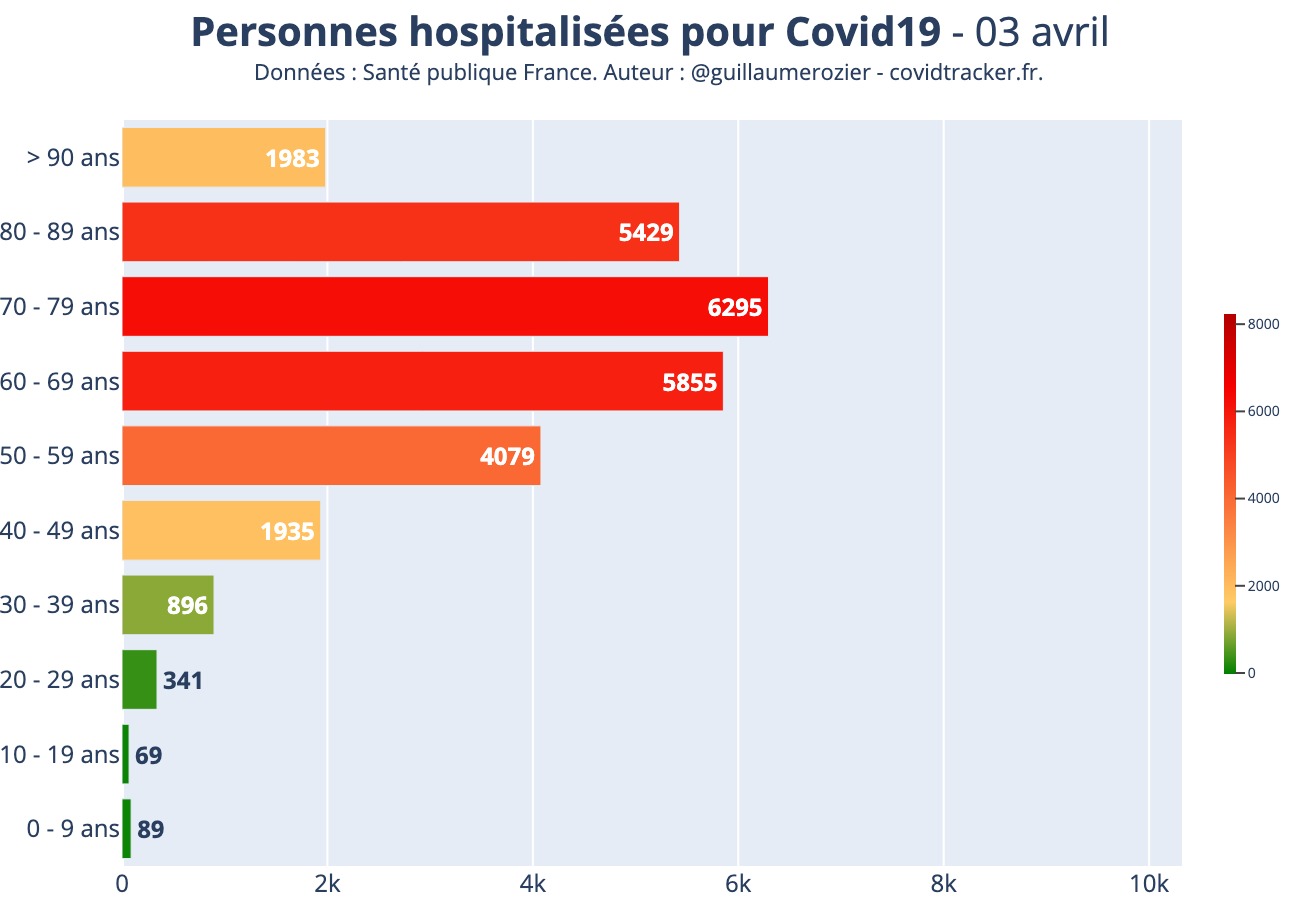 Personnes hospitalisées pour Covid19 - 03 avril
Données : Santé publique France. Auteur : @guillaumerozier - covidtracker.fr.
> 90 ans 1983
80 - 89 ans 5429
70 - 79 ans 6295
60 - 69 ans 5855
50 - 59 ans 4079
40 - 49 ans 1935
30 - 39 ans 896
20 - 29 ans 341
10 - 19 ans 69
0 - 9 ans 89
0 2k 4k 6k 8k 10k
8000
6000
4000
2000
0